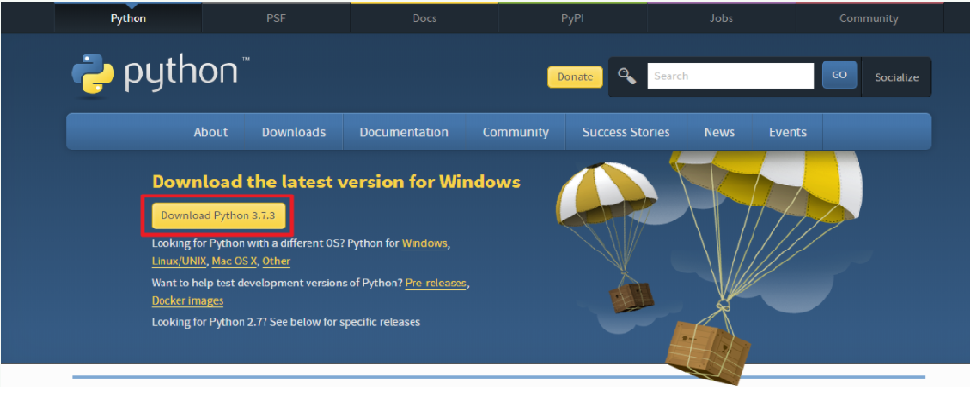 Python PSF Docs PyPI Jobs Community
python™
Donate Search GO Socialize
About Downloads Documentation Community Success Stories News Events
Download the latest version for Windows
Download Python 3.7.3
Looking for Python with a different OS? Python for Windows,
Linux/UNIX, Mac OS X, Other
Want to help test development versions of Python? Pre-releases,
Docker images
Looking for Python 2.7? See below for specific releases